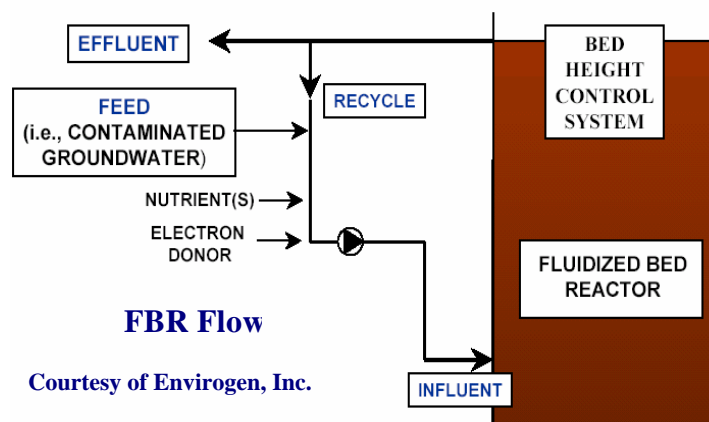 EFFLUENT
BED
HEIGHT
CONTROL
SYSTEM
RECYCLE
FEED
(i.e., CONTAMINATED
GROUNDWATER)
NUTRIENT(S)
ELECTRON
DONOR
FLUIDIZED BED
REACTOR
FBR Flow
Courtesy of Envirogen, Inc.
INFLUENT